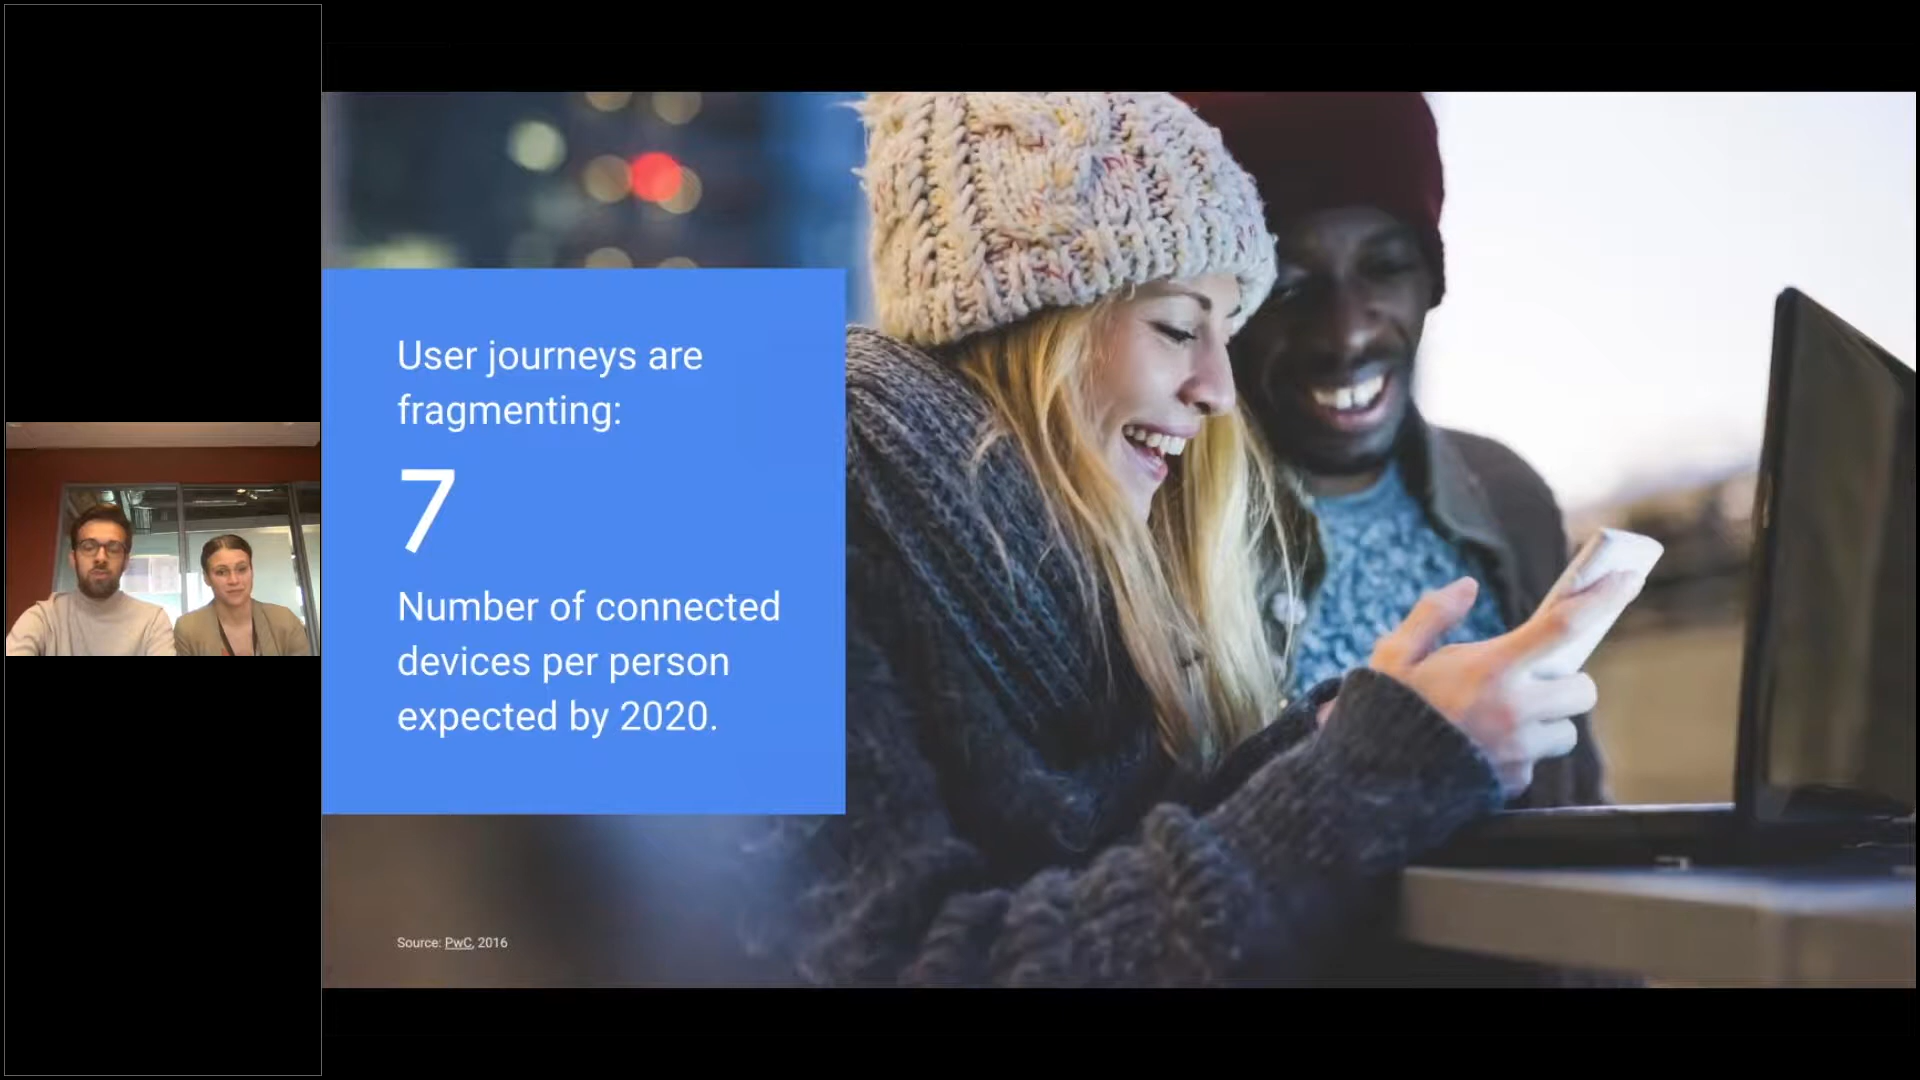 User journeys are
fragmenting:
7
Number of connected
devices per person
expected by 2020.
Source: PwC, 2016